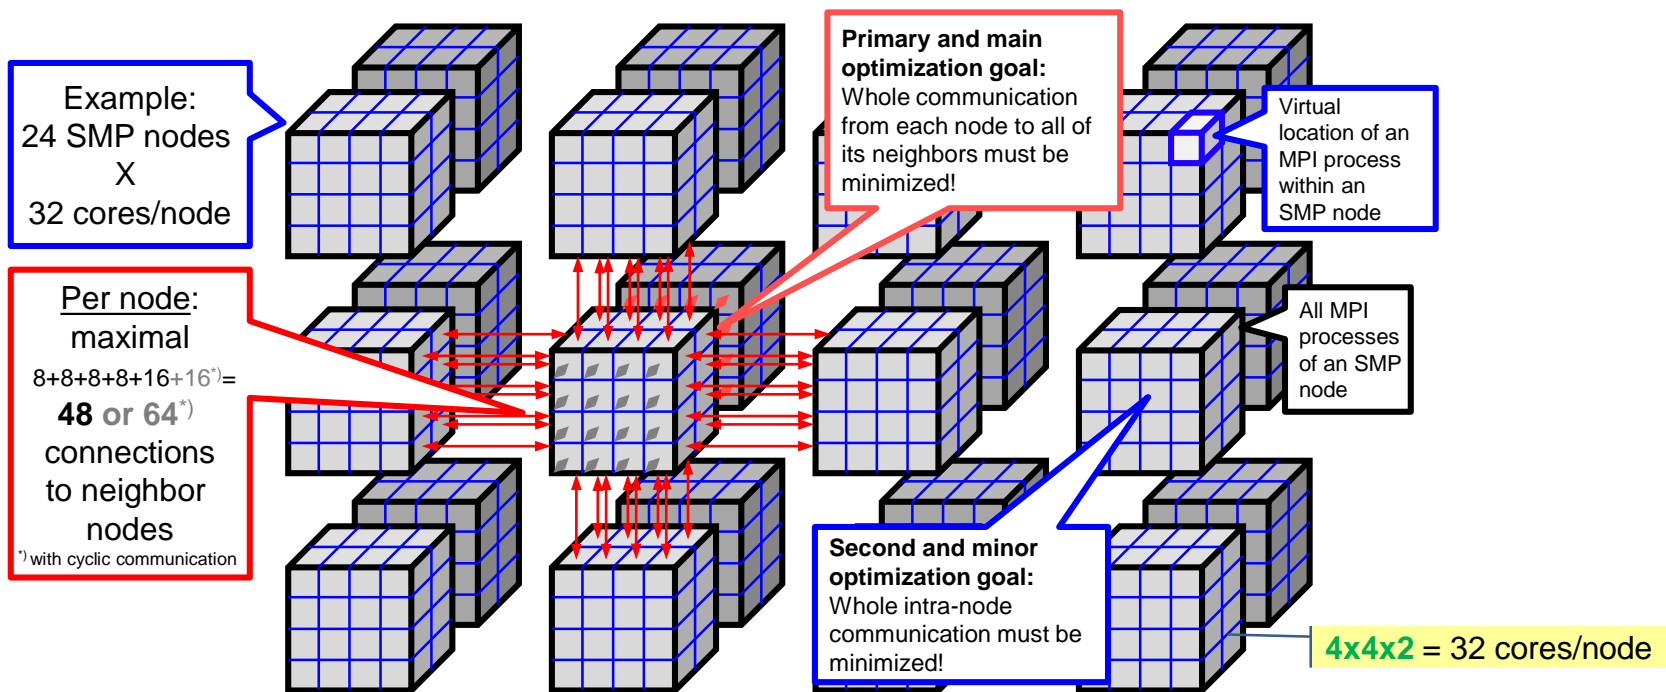 Example:
24 SMP nodes
X
32 cores/node
Per node:
maximal
8+8+8+8+16+16*)=
48 or 64*)
connections
to neighbor
nodes
*) with cyclic communication
Primary and main
optimization goal:
Whole communication
from each node to all of
its neighbors must be
minimized!
Virtual
location of an
MPI process
within an
SMP node
All MPI
processes
of an SMP
node
Second and minor
optimization goal:
Whole intra-node
communication must be
minimized!
4x4x2 = 32 cores/node